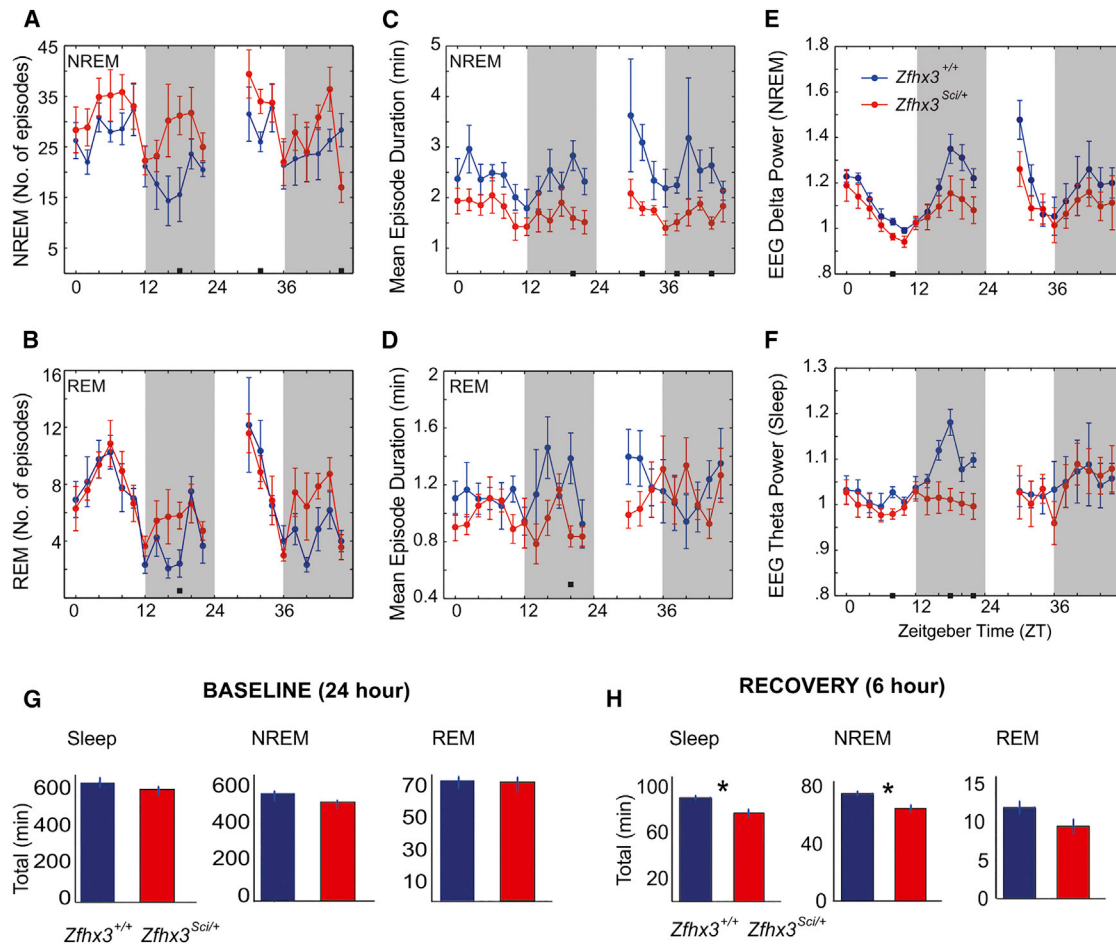 A
NREM
NREM (No. of episodes)
45
35
25
15
5
0
12
24
36
C
NREM
Mean Episode Duration (min)
5
4
3
2
1
0
12
24
36
E
EEG Delta Power (NREM)
1.8
1.6
1.4
1.2
1
.8
Zfhx3 +/+
Zfhx3 Sci/+
0
12
24
36
B
REM
REM (No. of episodes)
16
12
8
4
0
12
24
36
D
REM
Mean Episode Duration (min)
2
1.6
1.2
0.8
0.4
0
12
24
36
F
EEG Theta Power (Sleep)
1.3
1.2
1.1
1
.9
.8
0
12
24
36
Zeitgeber Time (ZT)
G
BASELINE (24 hour)
Sleep
NREM
REM
Total (min)
600
400
200
0
600
400
200
0
70
50
30
10
Zfhx3+/+ Zfhx3Sci/+
H
RECOVERY (6 hour)
Sleep
NREM
REM
Total (min)
100
60
20
*
80
40
0
*
15
10
5
0
Zfhx3+/+ Zfhx3Sci/+